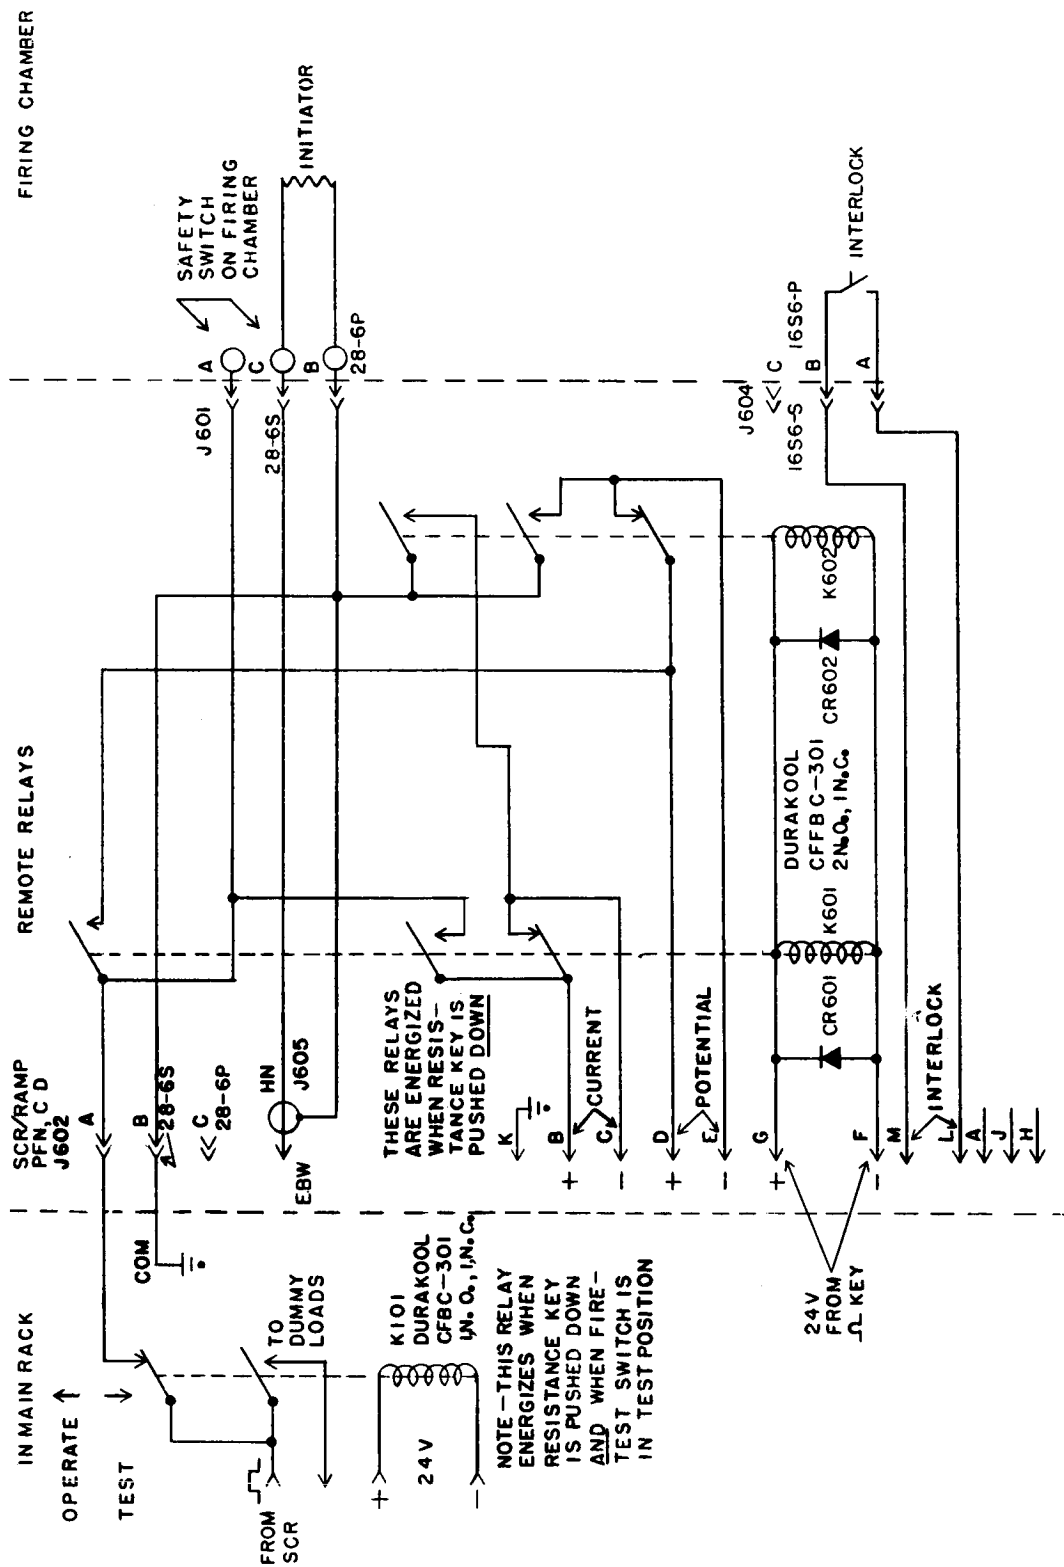 IN MAIN RACK
OPERATE
TEST
FROM
SCR
TO
DUMMY
LOADS
COM
+
24V
−
K101
DURAKOOL
CFBC-301
1N.O., 1N.C.
NOTE-THIS RELAY
ENERGIZES WHEN
RESISTANCE KEY
IS PUSHED DOWN
AND WHEN FIRE-
TEST SWITCH IS
IN TEST POSITION
24V
FROM
Ω KEY
REMOTE RELAYS
SCR/RAMP
PFN, C D
J602
A
B
28-6S
C
28-6P
HN
J605
EBW
THESE RELAYS
ARE ENERGIZED
WHEN RESIS-
TANCE KEY IS
PUSHED DOWN
K
+ B
CURRENT
− C
+ D
POTENTIAL
− E
+ G
− F
M
INTERLOCK
L
A
J
H
CR601
K601
DURAKOOL
CFFBC-301
2N.O., 1N.C.
CR602
K602
J601
28-6S
J604
16S6-S
FIRING CHAMBER
SAFETY
SWITCH
ON FIRING
CHAMBER
A
C
B
28-6P
INITIATOR
C
16S6-P
B
A
INTERLOCK